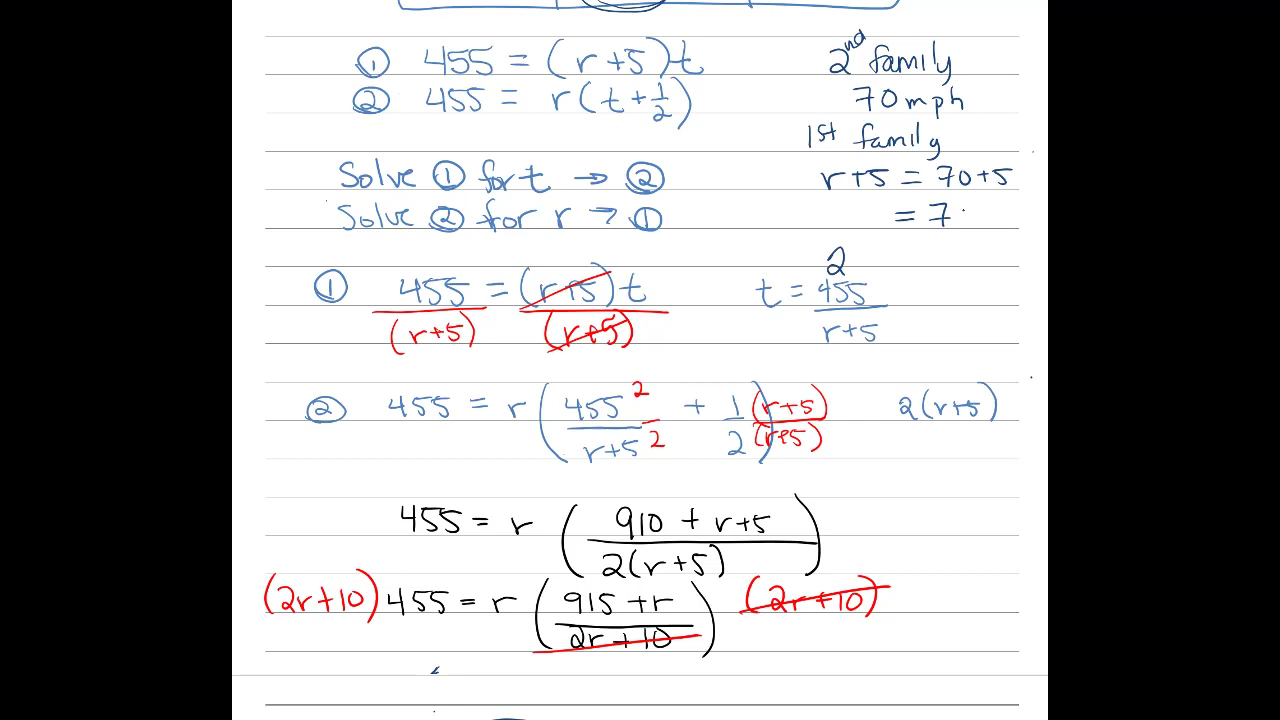 ① 455 = (r+5)t
② 455 = r(t+1/2)
2nd family
70 mph
1st family
r+5 = 70+5
= 7
Solve ① for t → ②
Solve ② for r → ①
① 455/(r+5) = (r+5)t/(r+5)
2
t = 455/r+5
② 455 = r(455/r+5 2/2 + 1/2 (r+5)/(r+5)) 2(r+5)
455 = r(910 + r+5/2(r+5))
(2r+10) 455 = r(915 + r/2r+10) (2r+10)